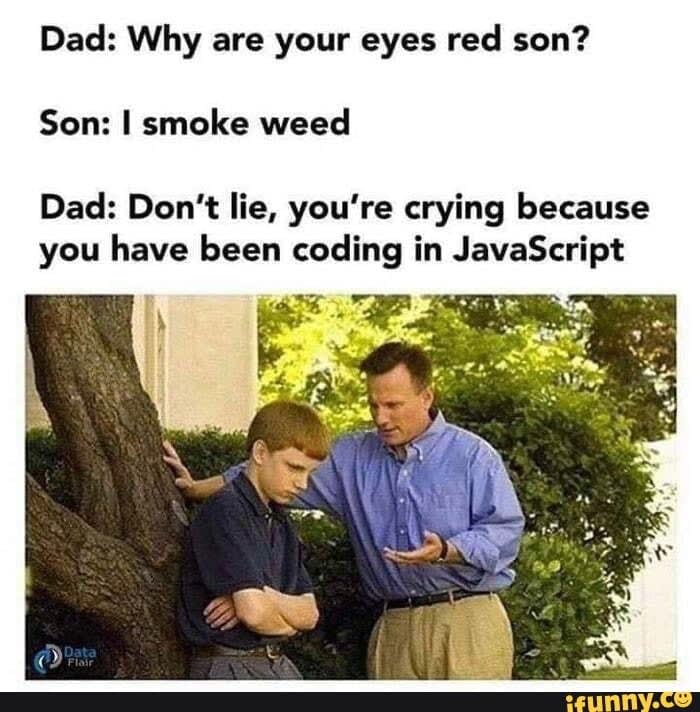 Dad: Why are your eyes red son?
Son: I smoke weed
Dad: Don't lie, you're crying because
you have been coding in JavaScript
Data
Flair
ifunny.co